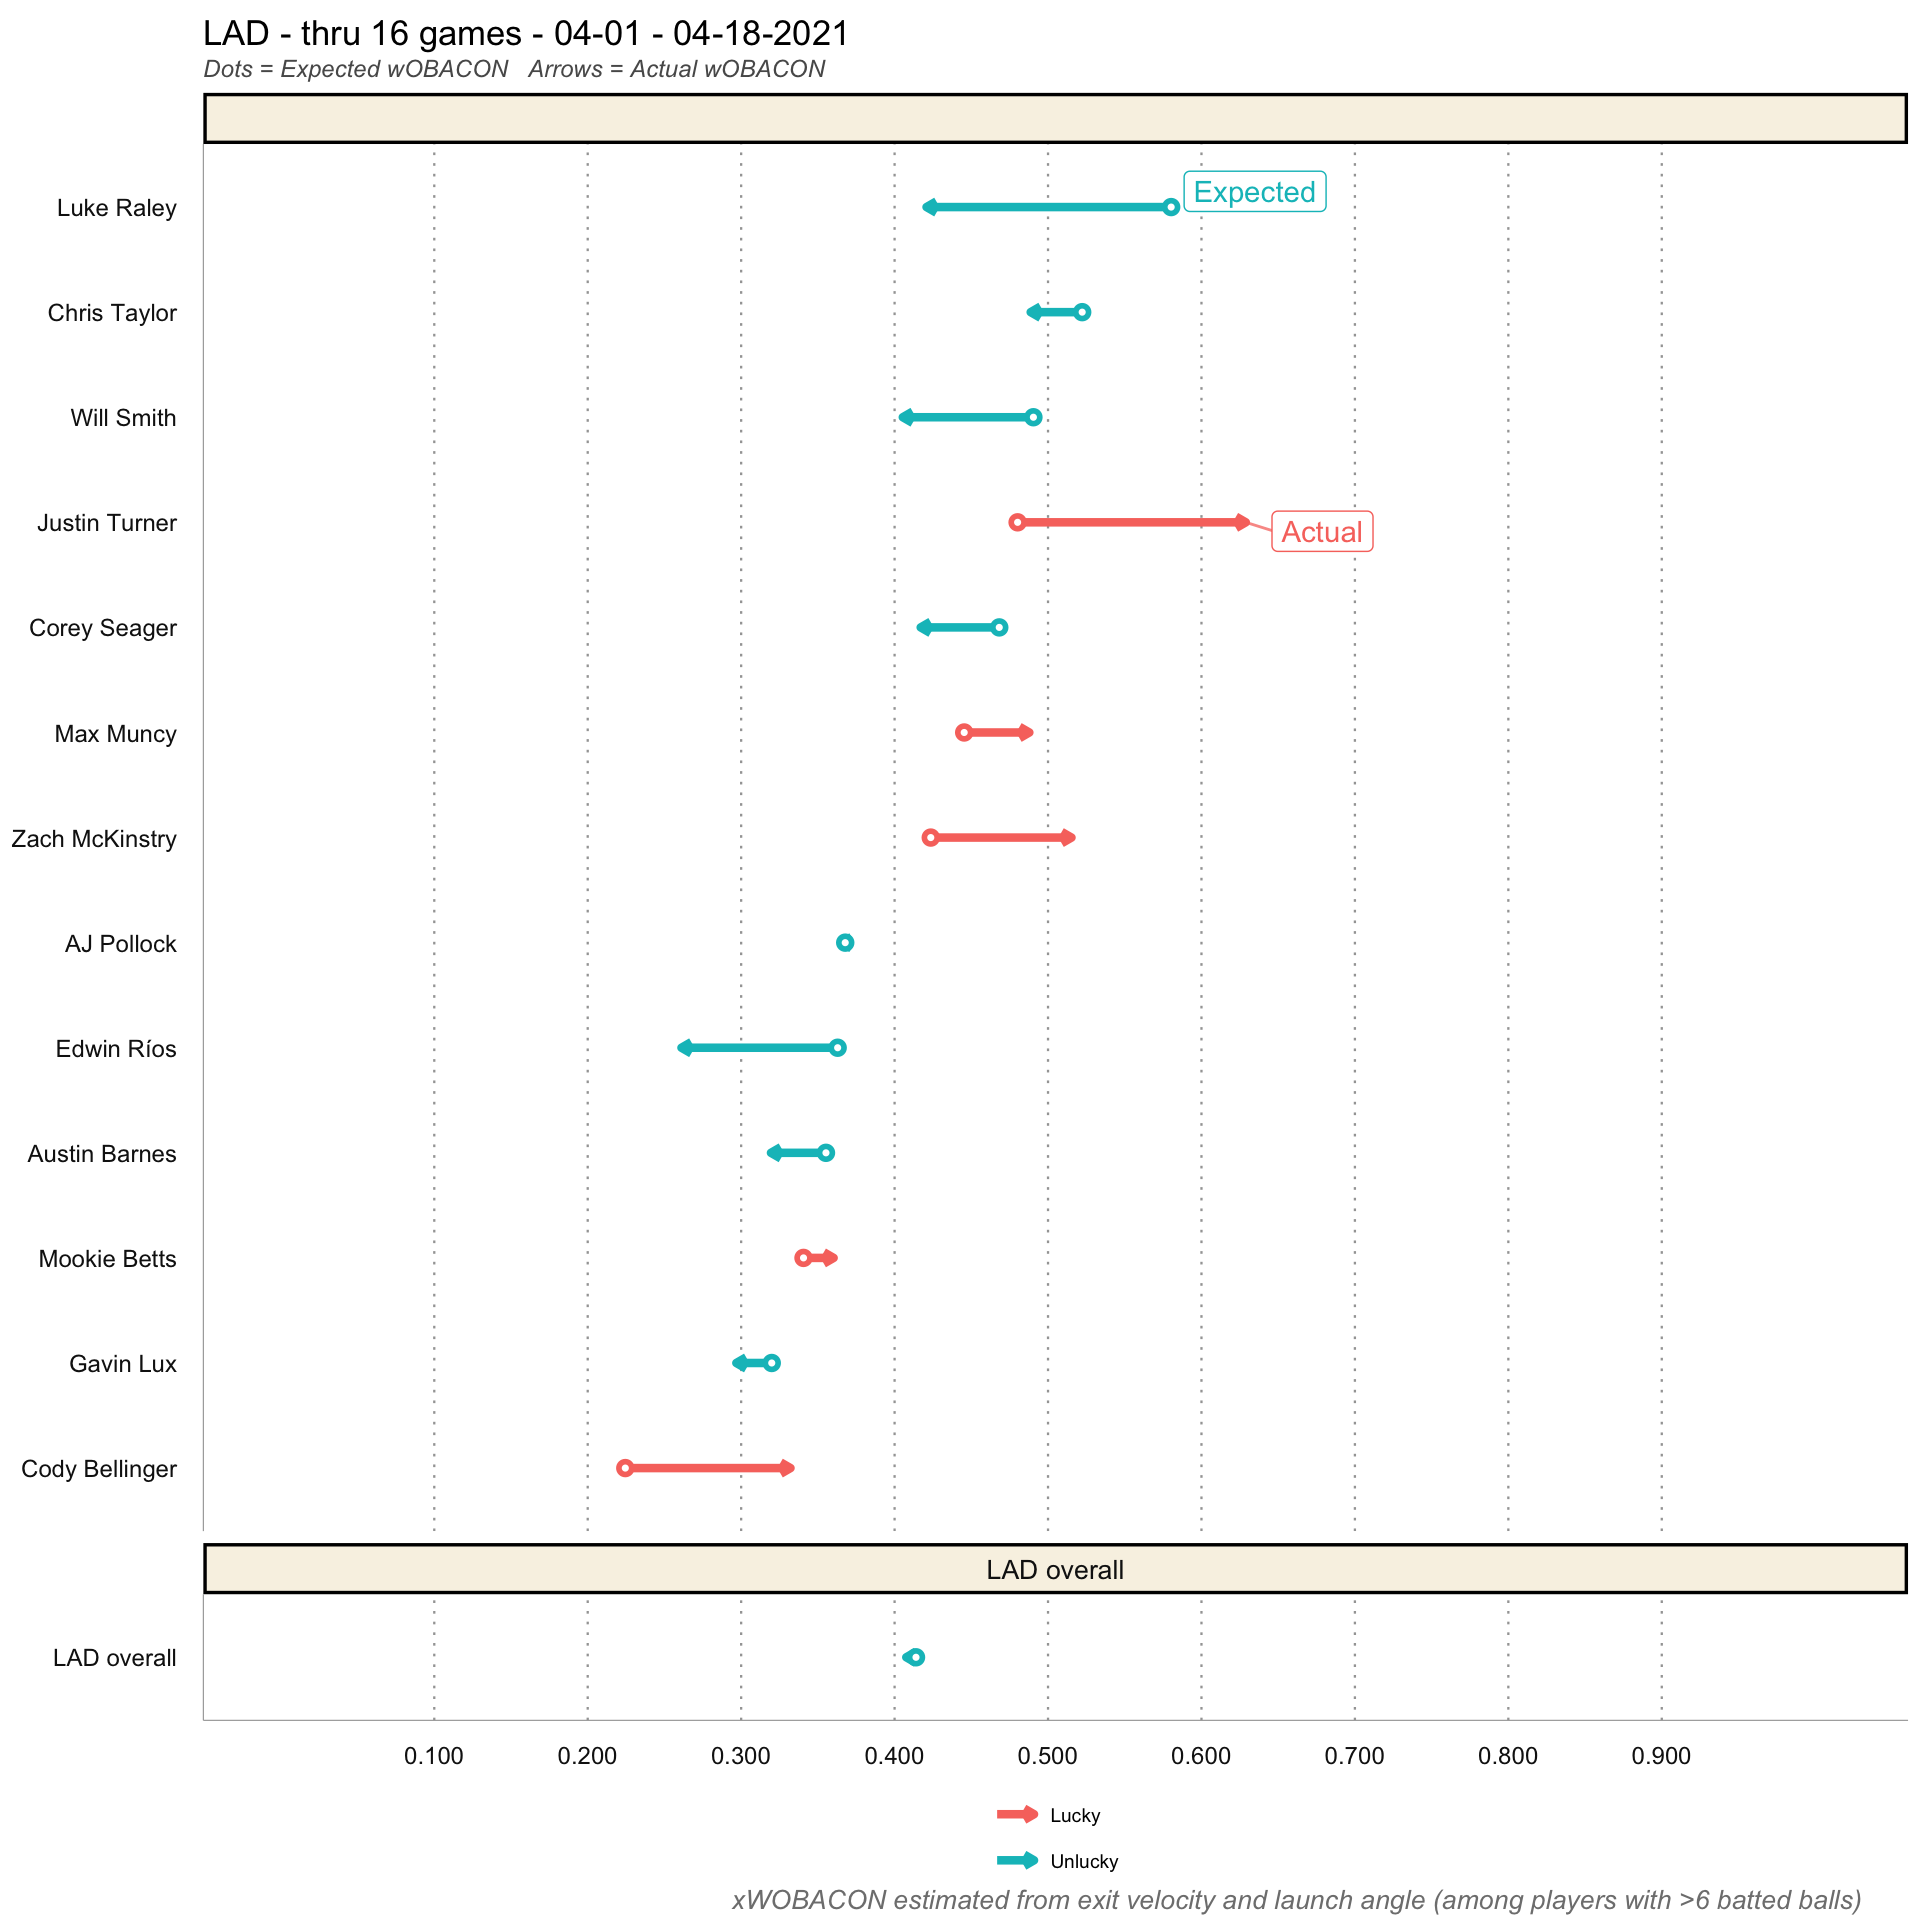 LAD - thru 16 games - 04-01 - 04-18-2021
Dots = Expected wOBACON   Arrows = Actual wOBACON
Luke Raley
Expected
Chris Taylor
Will Smith
Justin Turner
Actual
Corey Seager
Max Muncy
Zach McKinstry
AJ Pollock
Edwin Ríos
Austin Barnes
Mookie Betts
Gavin Lux
Cody Bellinger
LAD overall
LAD overall
0.100 0.200 0.300 0.400 0.500 0.600 0.700 0.800 0.900
Lucky
Unlucky
xWOBACON estimated from exit velocity and launch angle (among players with >6 batted balls)